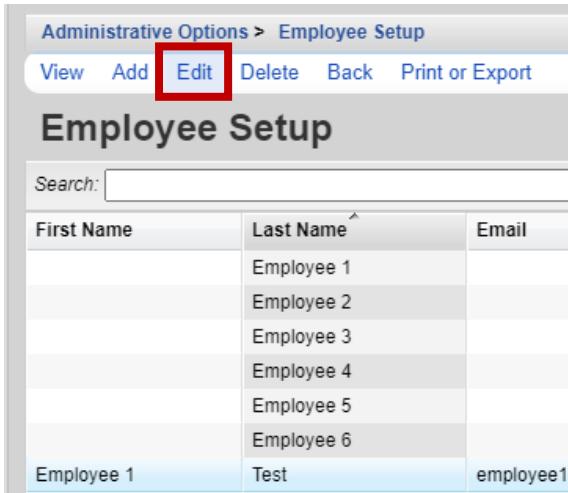 Administrative Options > Employee Setup
View Add Edit Delete Back Print or Export
Employee Setup
Search:
First Name Last Name Email
Employee 1
Employee 2
Employee 3
Employee 4
Employee 5
Employee 6
Employee 1 Test employee1